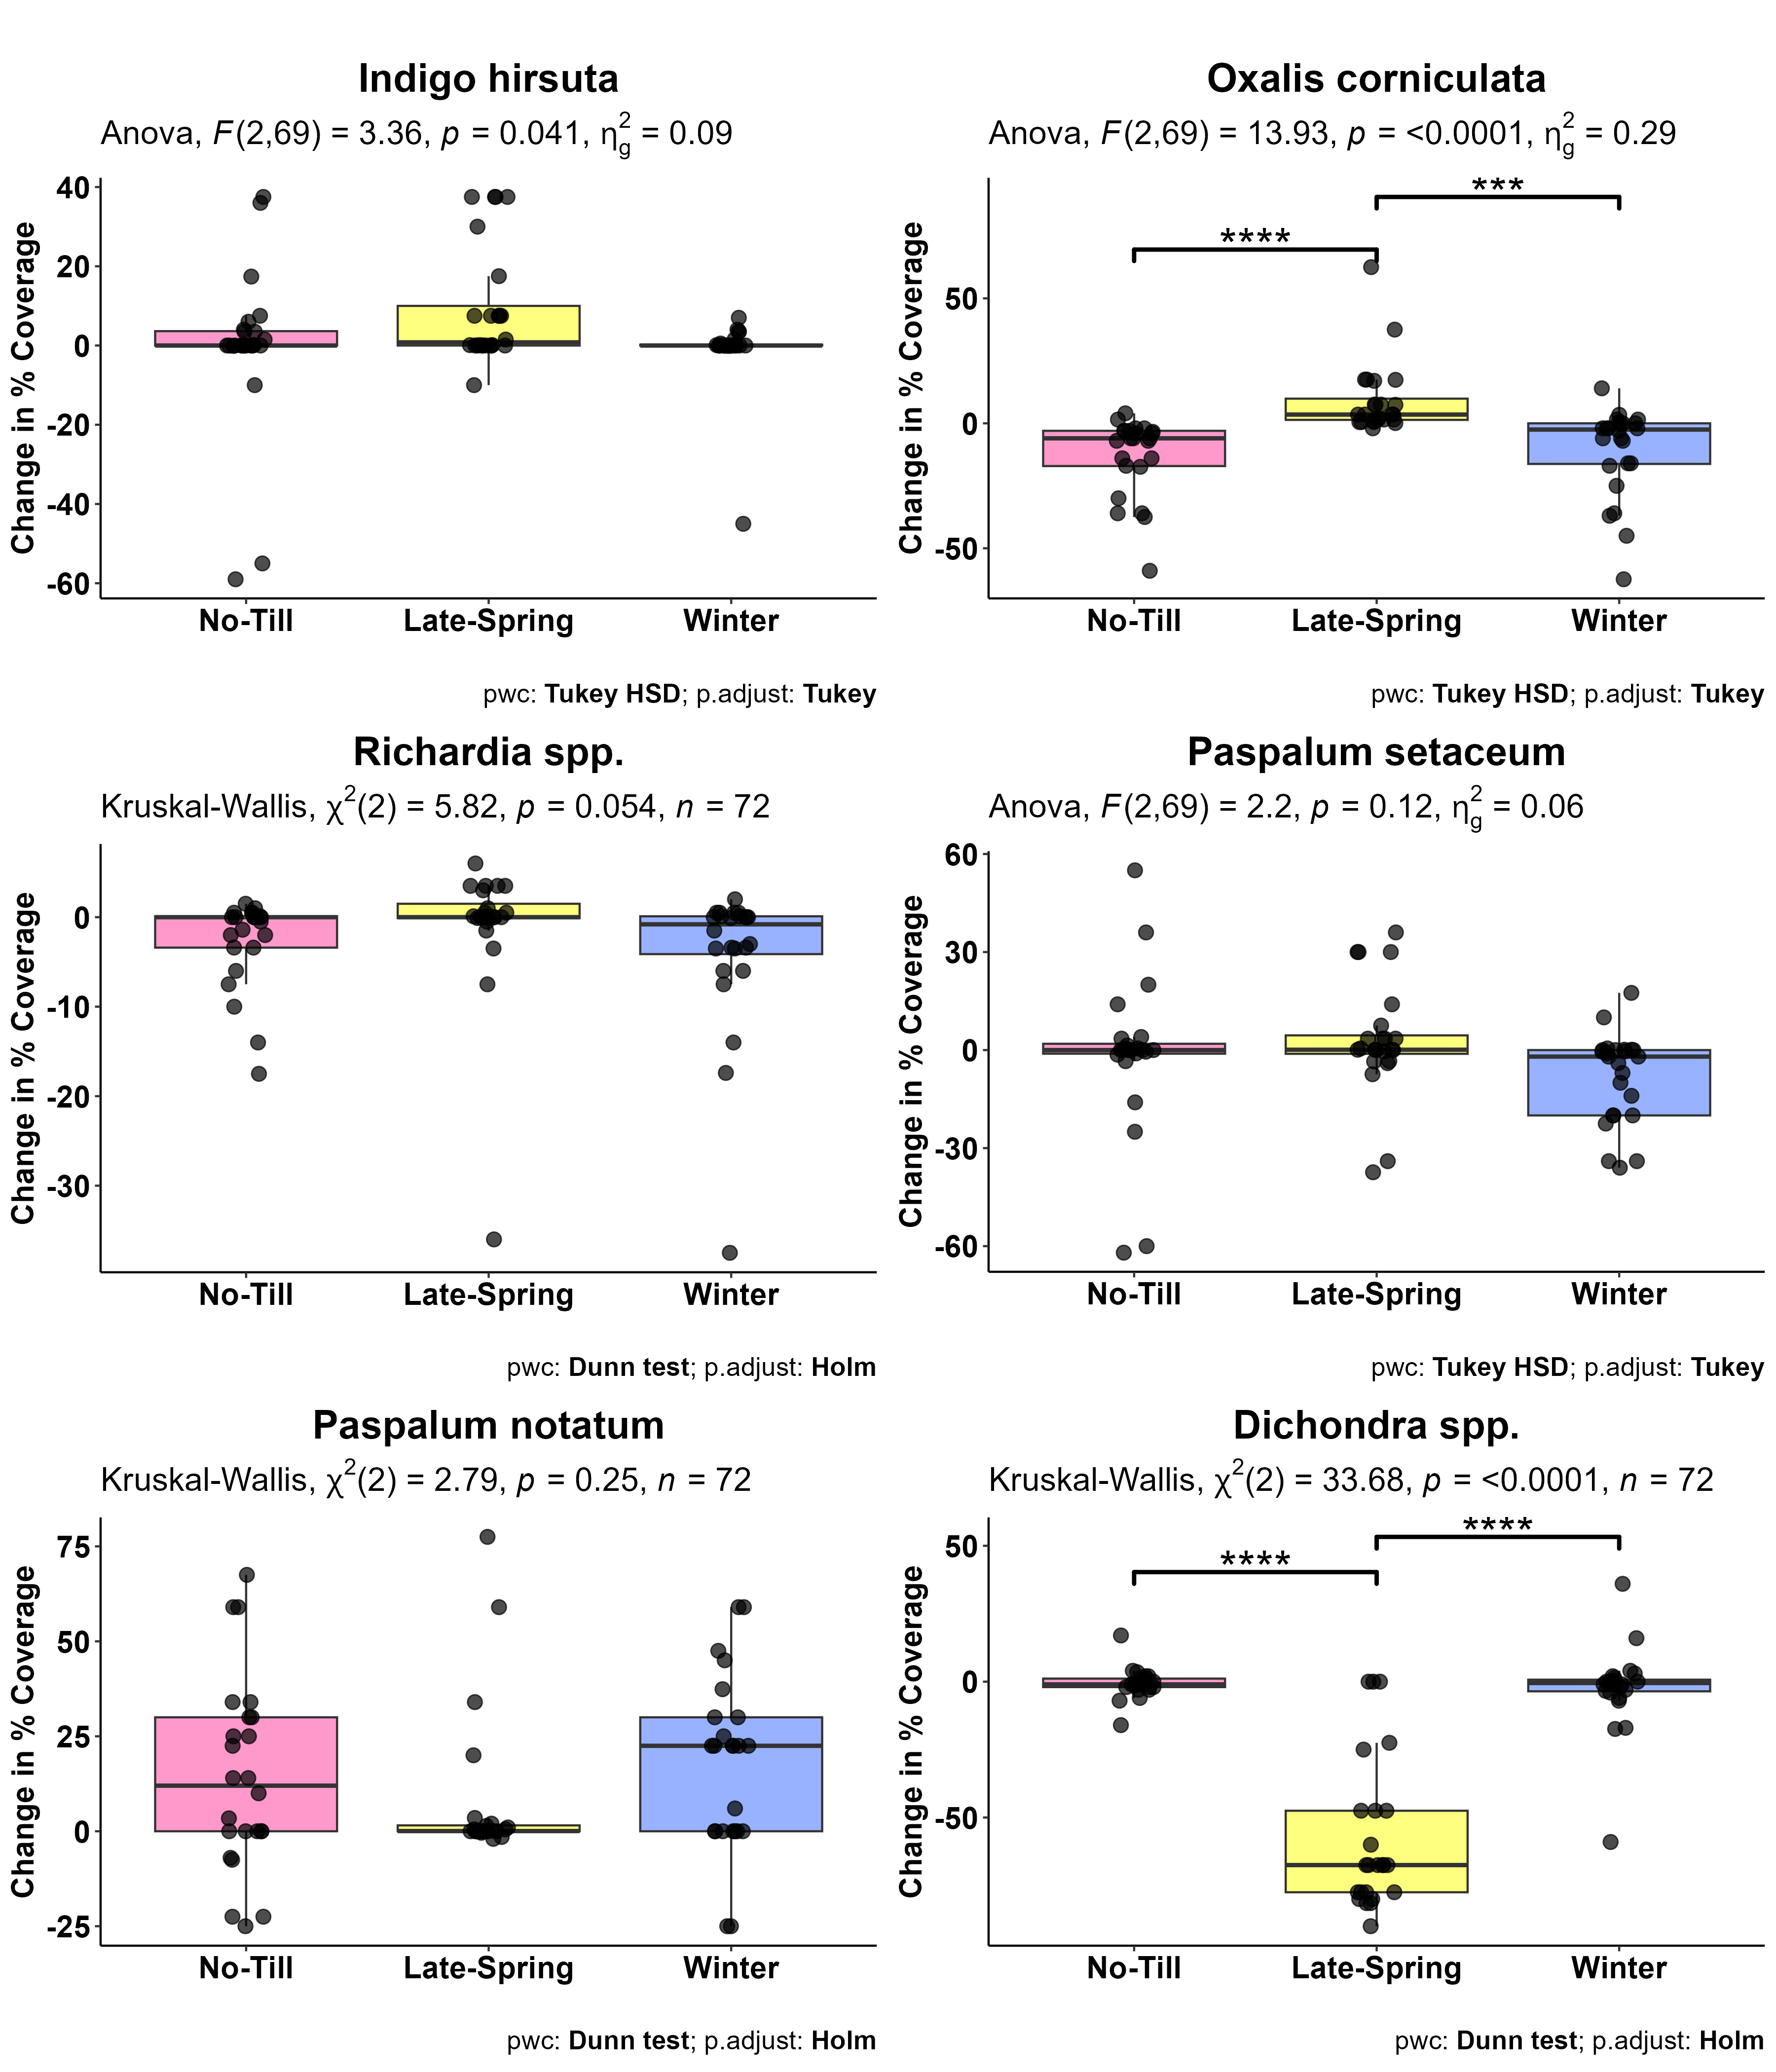 Indigo hirsuta
Anova, F(2,69) = 3.36, p = 0.041, η²g = 0.09
Change in % Coverage
40
20
0
-20
-40
-60
No-Till Late-Spring Winter
pwc: Tukey HSD; p.adjust: Tukey
Oxalis corniculata
Anova, F(2,69) = 13.93, p = <0.0001, η²g = 0.29
Change in % Coverage
50
0
-50
****
***
No-Till Late-Spring Winter
pwc: Tukey HSD; p.adjust: Tukey
Richardia spp.
Kruskal-Wallis, χ²(2) = 5.82, p = 0.054, n = 72
Change in % Coverage
0
-10
-20
-30
No-Till Late-Spring Winter
pwc: Dunn test; p.adjust: Holm
Paspalum setaceum
Anova, F(2,69) = 2.2, p = 0.12, η²g = 0.06
Change in % Coverage
60
30
0
-30
-60
No-Till Late-Spring Winter
pwc: Tukey HSD; p.adjust: Tukey
Paspalum notatum
Kruskal-Wallis, χ²(2) = 2.79, p = 0.25, n = 72
Change in % Coverage
75
50
25
0
-25
No-Till Late-Spring Winter
pwc: Dunn test; p.adjust: Holm
Dichondra spp.
Kruskal-Wallis, χ²(2) = 33.68, p = <0.0001, n = 72
Change in % Coverage
50
0
-50
****
****
No-Till Late-Spring Winter
pwc: Dunn test; p.adjust: Holm